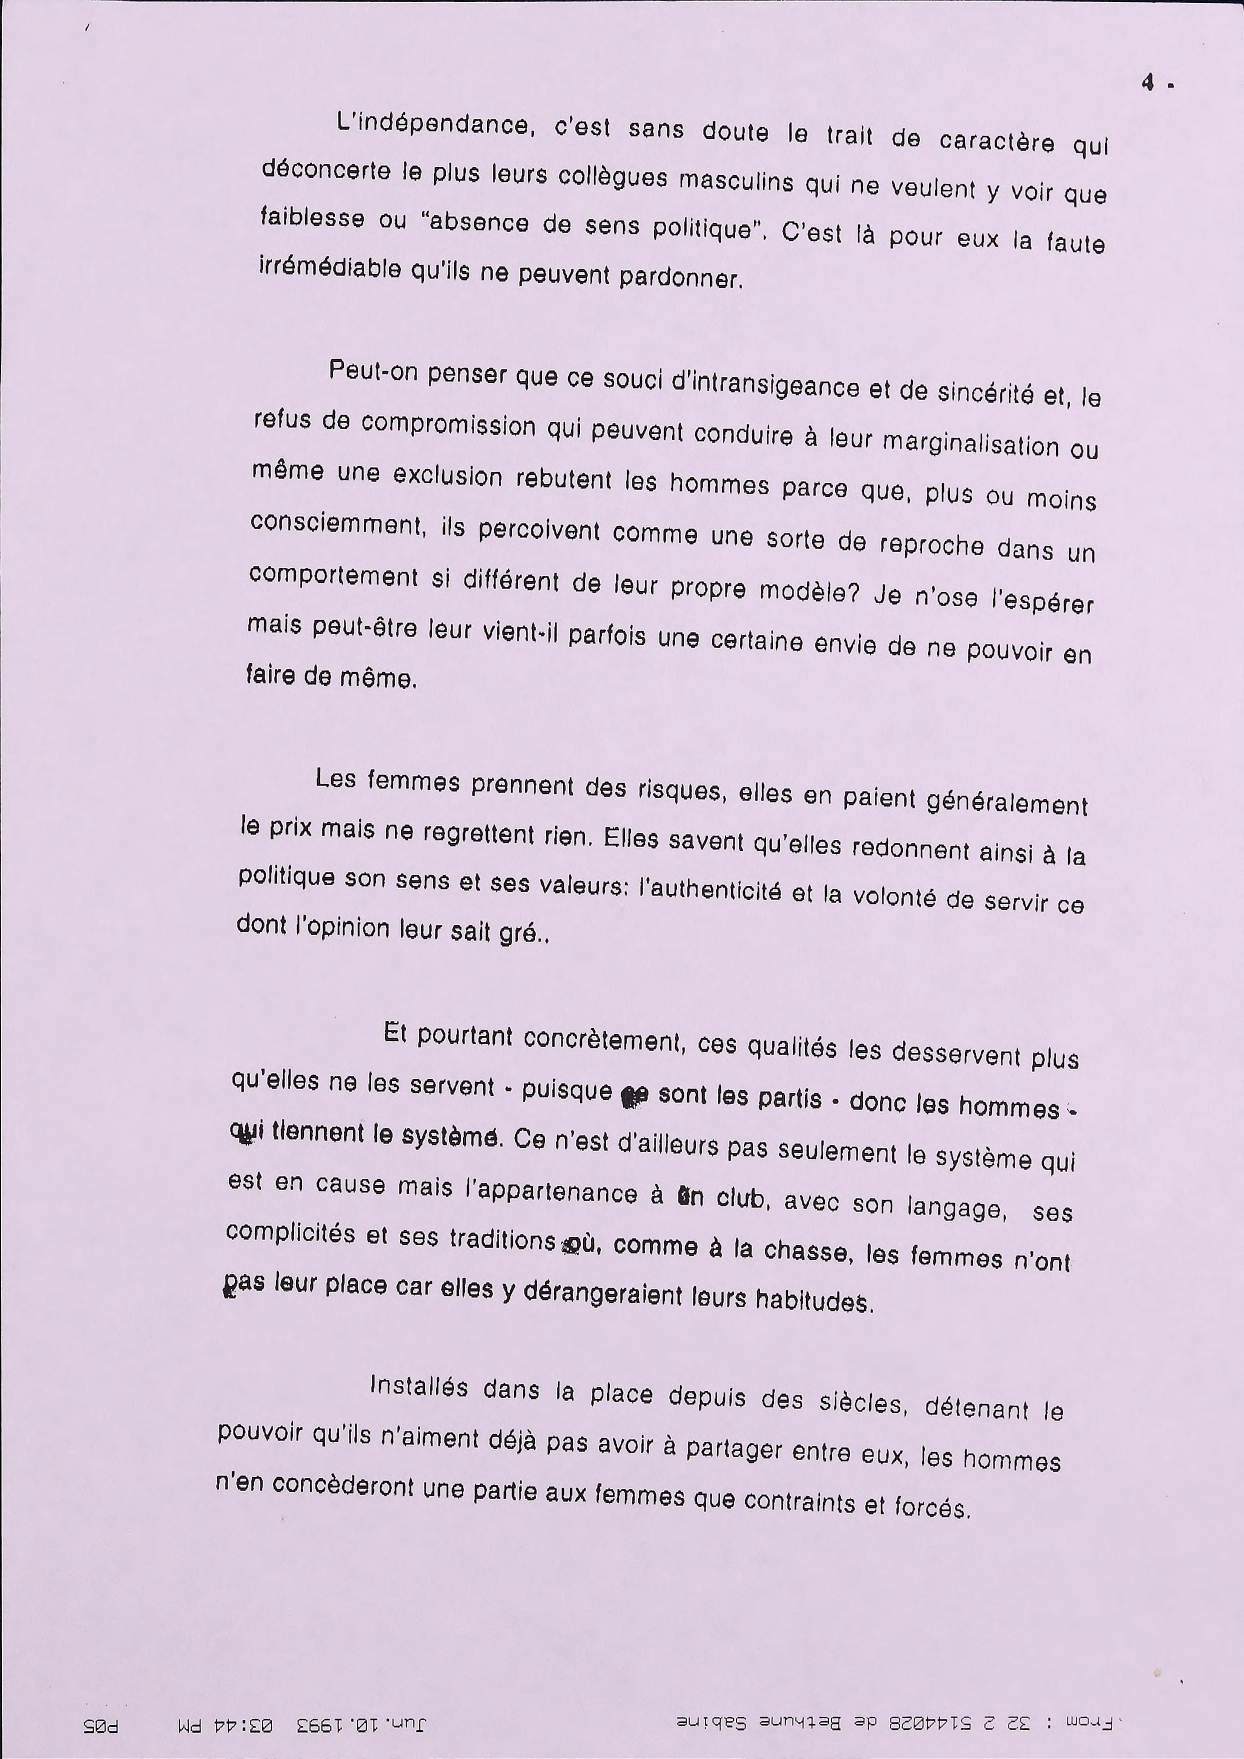 4 -
L'indépendance, c'est sans doute le trait de caractère qui
déconcerte le plus leurs collègues masculins qui ne veulent y voir que
faiblesse ou "absence de sens politique". C'est là pour eux la faute
irrémédiable qu'ils ne peuvent pardonner.
Peut-on penser que ce souci d'intransigeance et de sincérité et, le
refus de compromission qui peuvent conduire à leur marginalisation ou
même une exclusion rebutent les hommes parce que, plus ou moins
consciemment, ils percoivent comme une sorte de reproche dans un
comportement si différent de leur propre modèle? Je n'ose l'espérer
mais peut-être leur vient-il parfois une certaine envie de ne pouvoir en
faire de même.
Les femmes prennent des risques, elles en paient généralement
le prix mais ne regrettent rien. Elles savent qu'elles redonnent ainsi à la
politique son sens et ses valeurs: l'authenticité et la volonté de servir ce
dont l'opinion leur sait gré..
Et pourtant concrètement, ces qualités les desservent plus
qu'elles ne les servent - puisque ce sont les partis - donc les hommes -
qui tiennent le système. Ce n'est d'ailleurs pas seulement le système qui
est en cause mais l'appartenance à un club, avec son langage, ses
complicités et ses traditions où, comme à la chasse, les femmes n'ont
pas leur place car elles y dérangeraient leurs habitudes.
Installés dans la place depuis des siècles, détenant le
pouvoir qu'ils n'aiment déjà pas avoir à partager entre eux, les hommes
n'en concèderont une partie aux femmes que contraints et forcés.
From : 32 2 5144028 de Bethune Sabine Jun.10.1993 03:44 PM P05